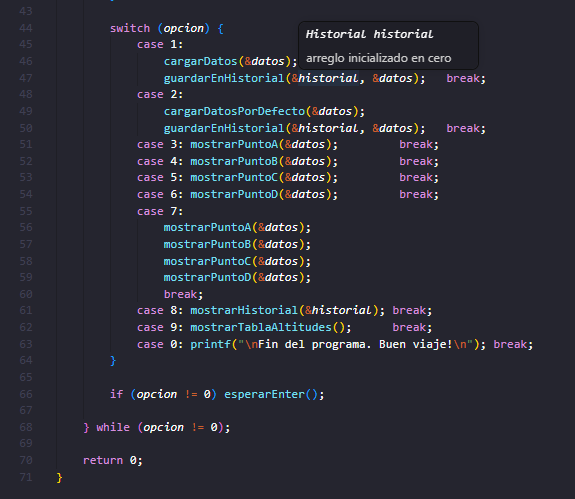 43
44 switch (opcion) {
45 case 1:
46 cargarDatos(&datos);
47 guardarEnHistorial(&historial, &datos); break;
48 case 2:
49 cargarDatosPorDefecto(&datos);
50 guardarEnHistorial(&historial, &datos); break;
51 case 3: mostrarPuntoA(&datos); break;
52 case 4: mostrarPuntoB(&datos); break;
53 case 5: mostrarPuntoC(&datos); break;
54 case 6: mostrarPuntoD(&datos); break;
55 case 7:
56 mostrarPuntoA(&datos);
57 mostrarPuntoB(&datos);
58 mostrarPuntoC(&datos);
59 mostrarPuntoD(&datos);
60 break;
61 case 8: mostrarHistorial(&historial); break;
62 case 9: mostrarTablaAltitudes(); break;
63 case 0: printf("\nFin del programa. Buen viaje!\n"); break;
64 }
65
66 if (opcion != 0) esperarEnter();
67
68 } while (opcion != 0);
69
70 return 0;
71 }
Historial historial
arreglo inicializado en cero